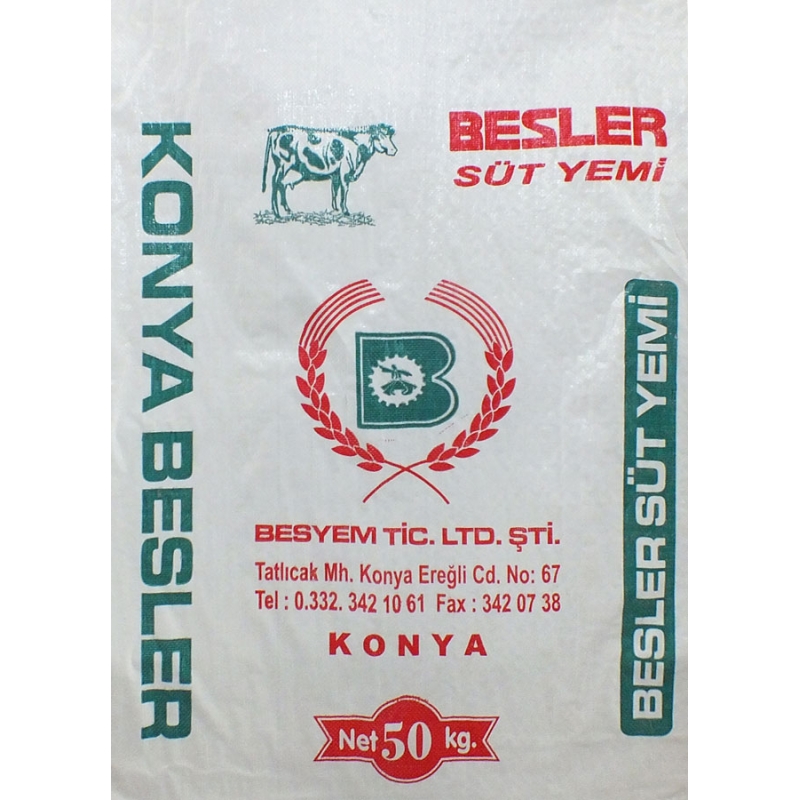 KONYA BESLER
BESLER
SÜT YEMİ
B
BESYEM TİC. LTD. ŞTİ.
Tatlıcak Mh. Konya Ereğli Cd. No: 67
Tel : 0.332. 342 10 61 Fax : 342 07 38
KONYA
Net 50 kg.
BESLER SÜT YEMİ